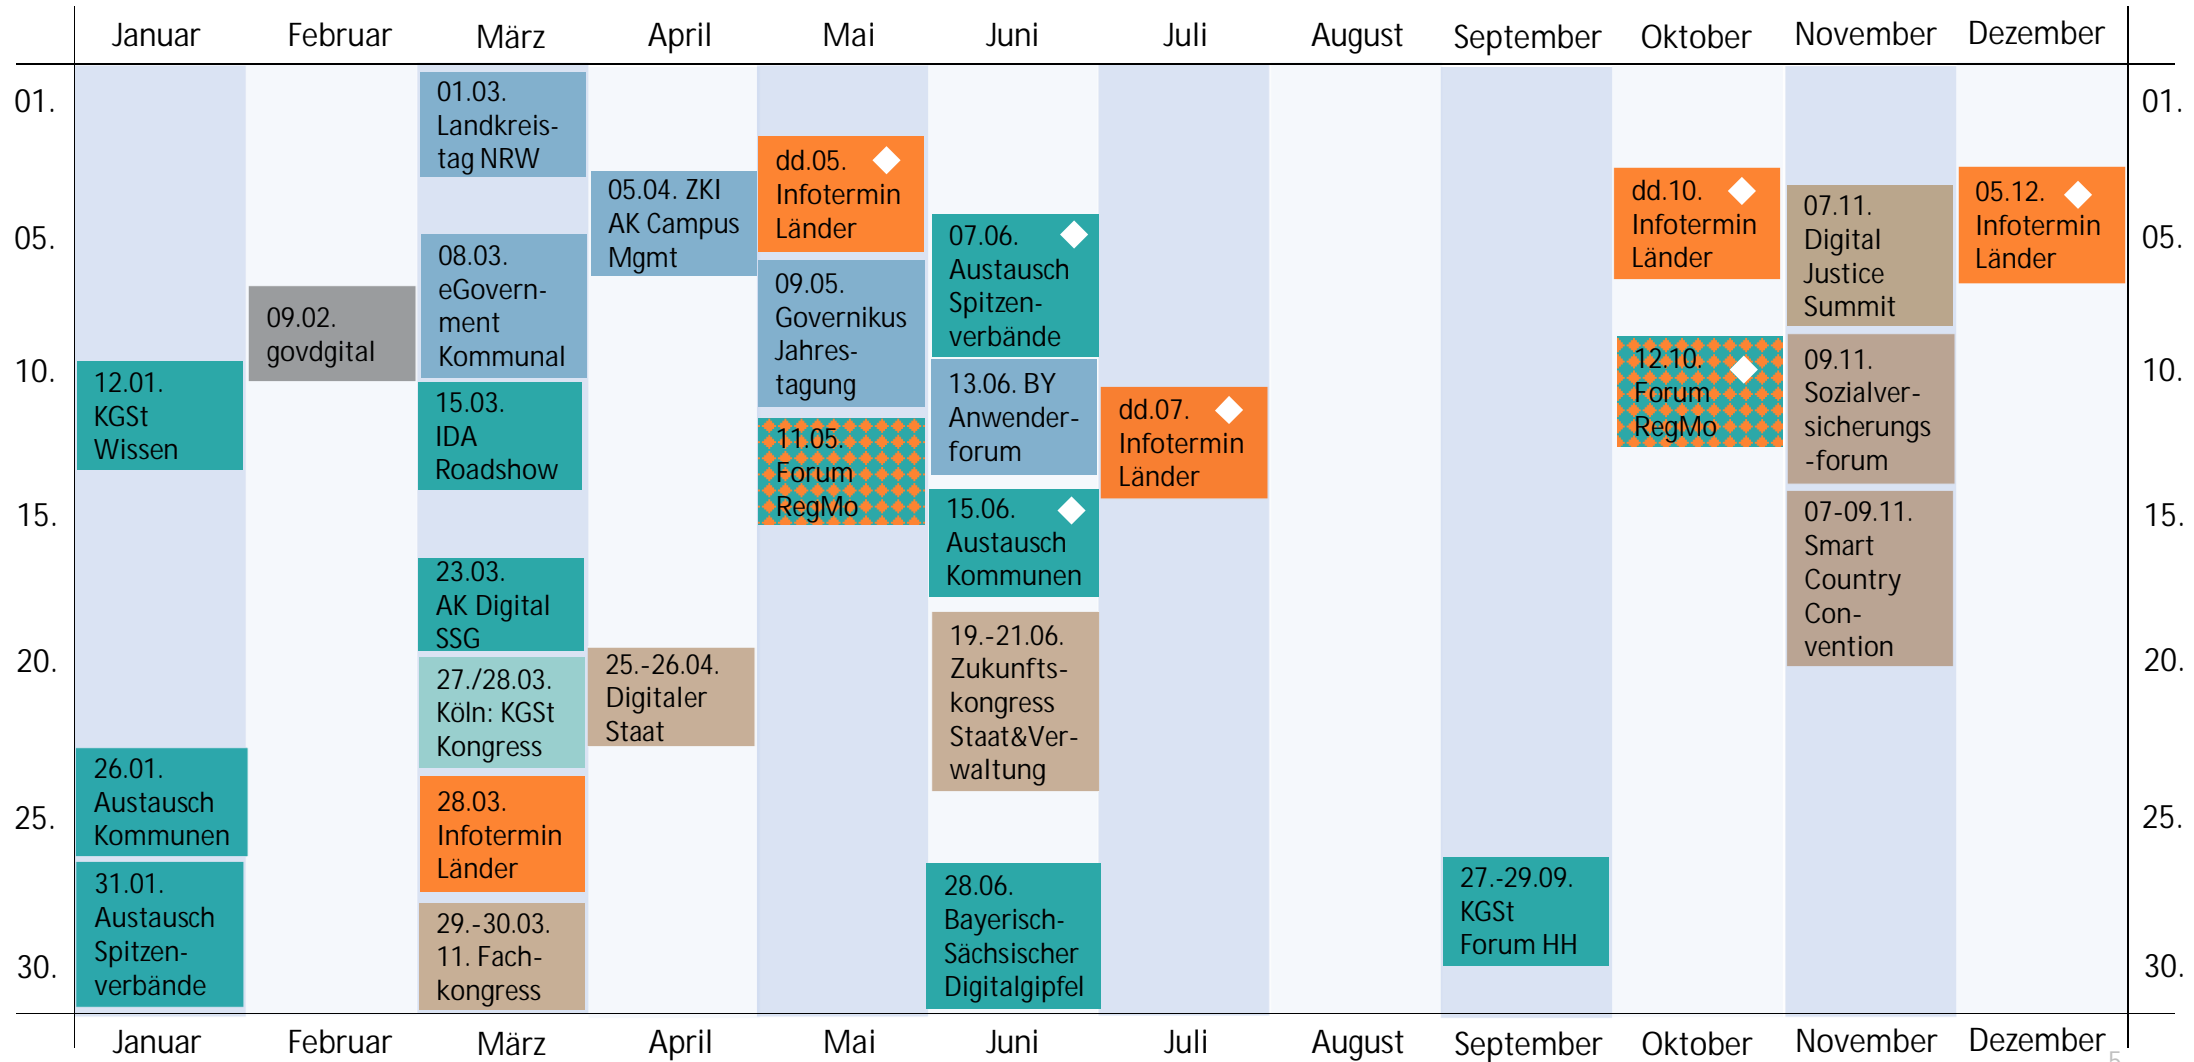 Januar
Februar
März
April
Mai
Juni
Juli
August
September
Oktober
November
Dezember
01.
05.
10.
15.
20.
25.
30.
12.01.
KGSt
Wissen
26.01.
Austausch
Kommunen
31.01.
Austausch
Spitzen-
verbände
09.02.
govdgital
01.03.
Landkreis-
tag NRW
08.03.
eGovern-
ment
Kommunal
15.03.
IDA
Roadshow
23.03.
AK Digital
SSG
27./28.03.
Köln: KGSt
Kongress
28.03.
Infotermin
Länder
29.-30.03.
11. Fach-
kongress
05.04. ZKI
AK Campus
Mgmt
25.-26.04.
Digitaler
Staat
dd.05.
Infotermin
Länder
09.05.
Governikus
Jahres-
tagung
11.05.
Forum
RegMo
07.06.
Austausch
Spitzen-
verbände
13.06. BY
Anwender-
forum
15.06.
Austausch
Kommunen
19.-21.06.
Zukunfts-
kongress
Staat&Ver-
waltung
28.06.
Bayerisch-
Sächsischer
Digitalgipfel
dd.07.
Infotermin
Länder
27.-29.09.
KGSt
Forum HH
dd.10.
Infotermin
Länder
12.10.
Forum
RegMo
07.11.
Digital
Justice
Summit
09.11.
Sozialver-
sicherungs
-forum
07-09.11.
Smart
Country
Con-
vention
05.12.
Infotermin
Länder
01.
05.
10.
15.
20.
25.
30.
Januar
Februar
März
April
Mai
Juni
Juli
August
September
Oktober
November
Dezember
5